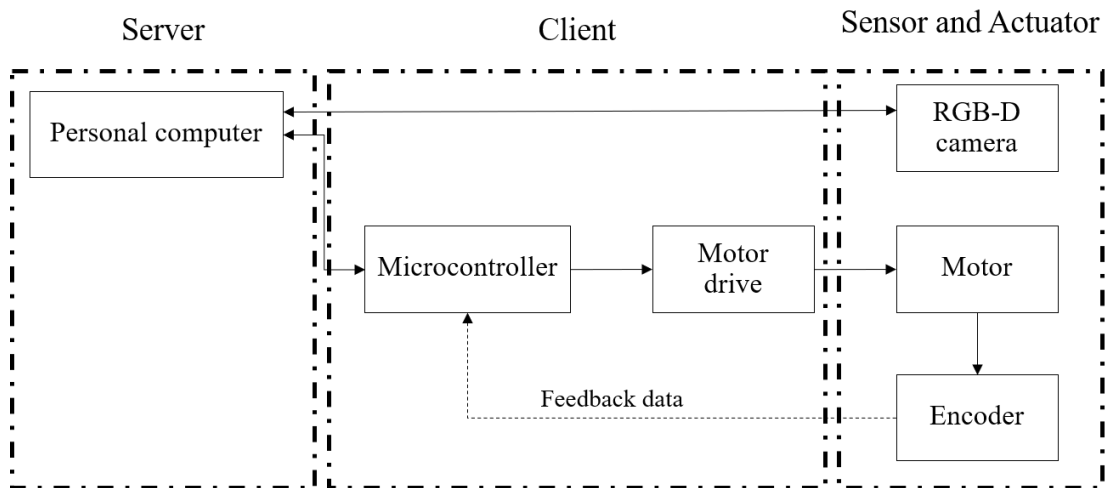 Server
Client
Sensor and Actuator
Personal computer
RGB-D
camera
Microcontroller
Motor
drive
Motor
Feedback data
Encoder